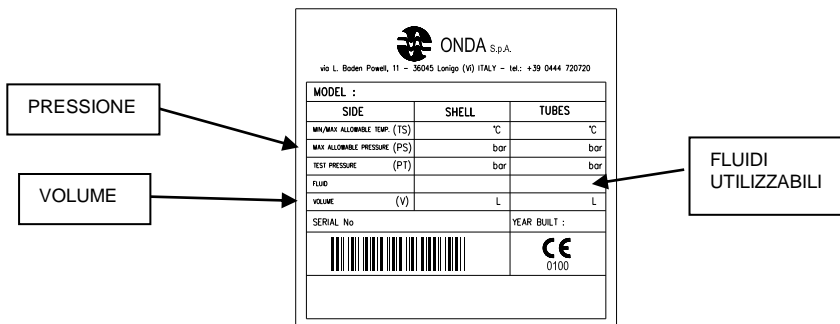 ONDA S.p.A.
via L. Baden Powell, 11 - 36045 Lonigo (Vi) ITALY - tel.: +39 0444 720720
MODEL :
SIDE SHELL TUBES
MIN/MAX ALLOWABLE TEMP. (TS) °C °C
PRESSIONE
MAX ALLOWABLE PRESSURE (PS) bar bar
TEST PRESSURE (PT) bar bar
FLUIDI
UTILIZZABILI
FLUID
VOLUME
VOLUME (V) L L
SERIAL No YEAR BUILT :
CE
0100